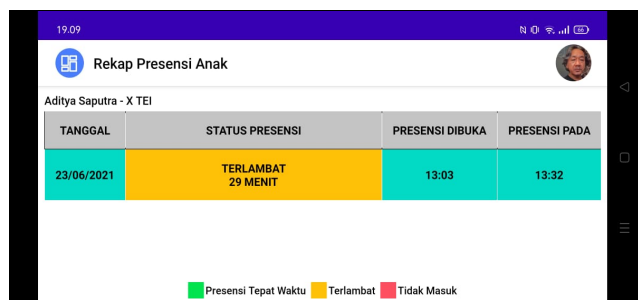 19.09
66
Rekap Presensi Anak
Aditya Saputra - X TEI
TANGGAL STATUS PRESENSI PRESENSI DIBUKA PRESENSI PADA
23/06/2021 TERLAMBAT 29 MENIT 13:03 13:32
Presensi Tepat Waktu Terlambat Tidak Masuk